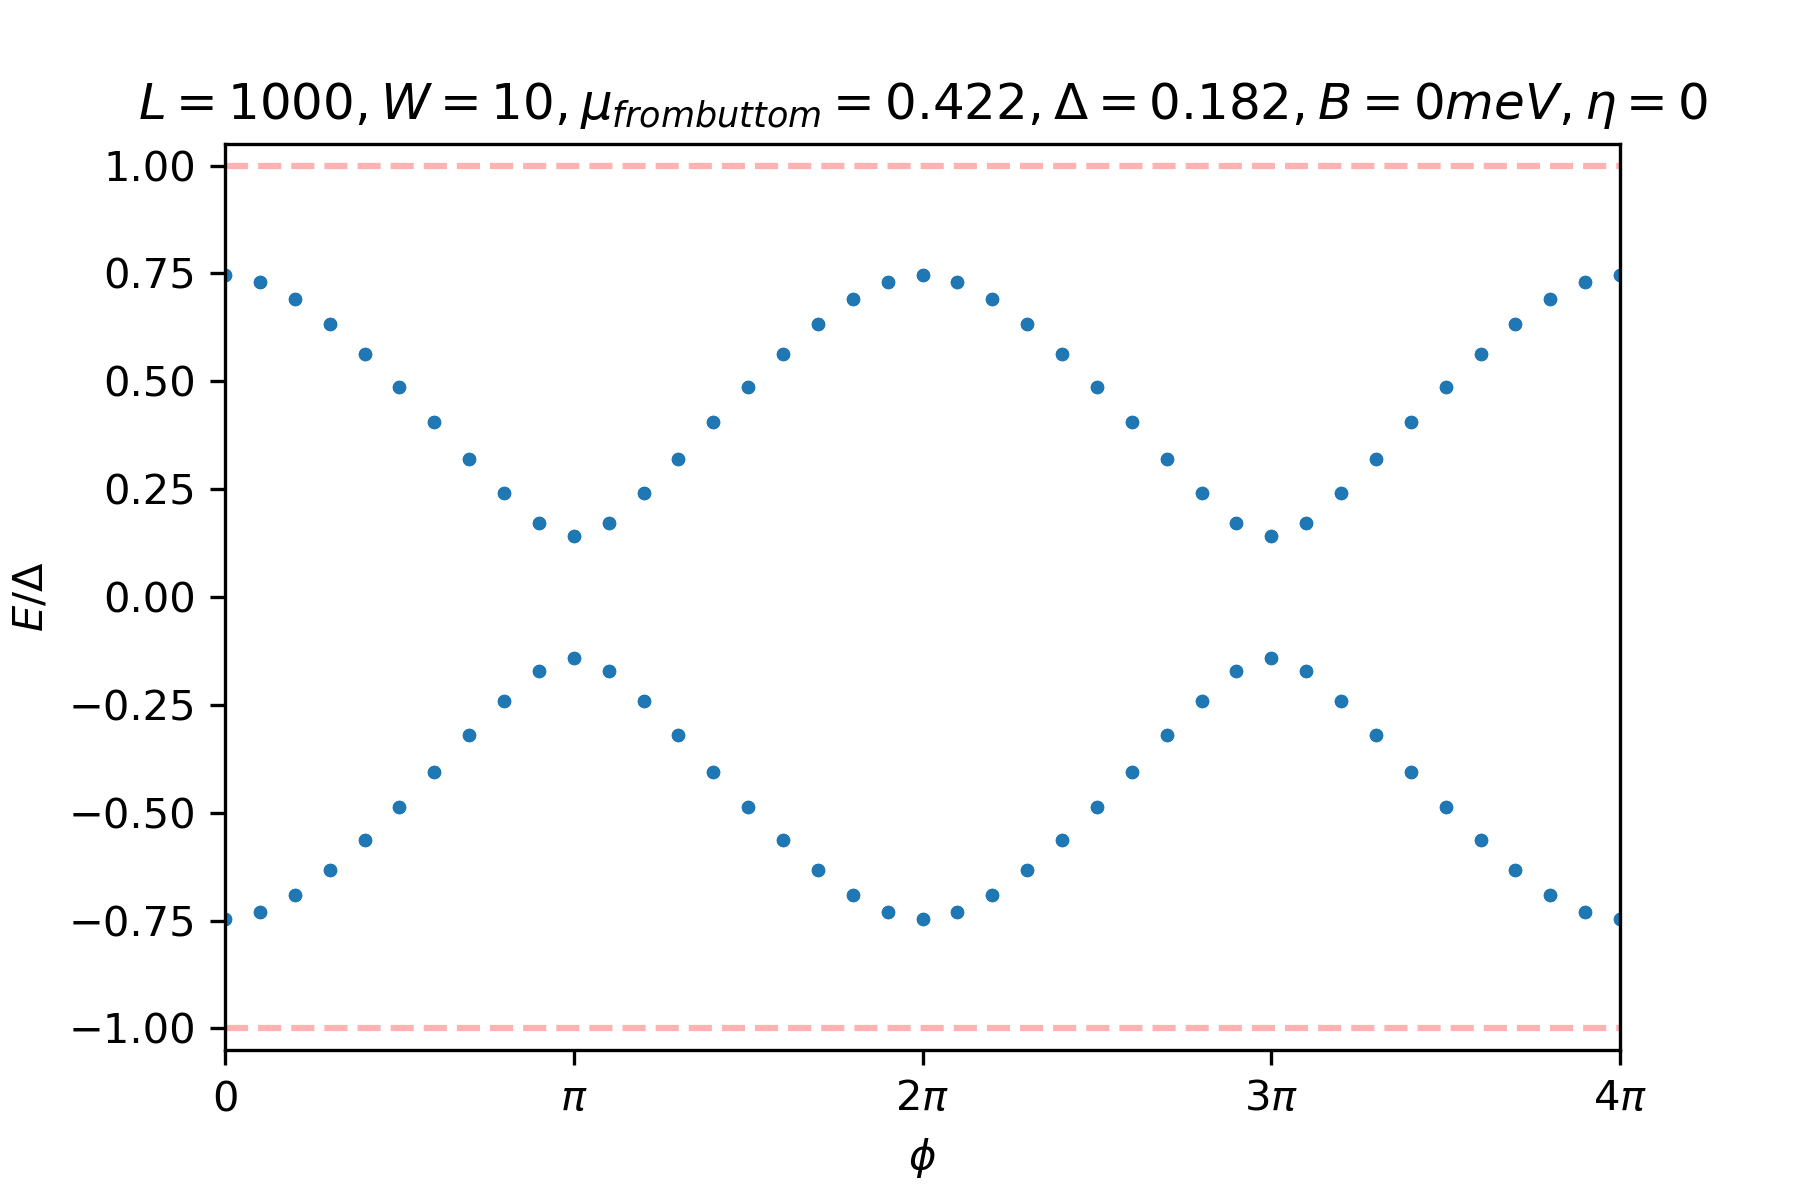 L = 1000, W = 10, μ_frombuttom = 0.422, Δ = 0.182, B = 0meV, η = 0
1.00
0.75
0.50
0.25
0.00
−0.25
−0.50
−0.75
−1.00
E/Δ
0 π 2π 3π 4π
ϕ